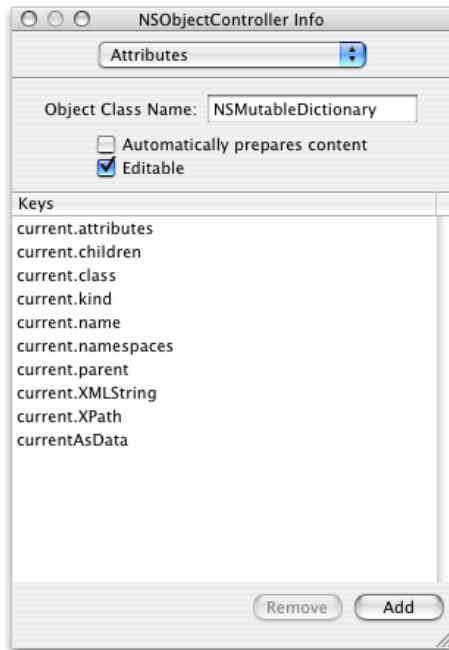 NSObjectController Info
Attributes
Object Class Name: NSMutableDictionary
Automatically prepares content
Editable
Keys
current.attributes
current.children
current.class
current.kind
current.name
current.namespaces
current.parent
current.XMLString
current.XPath
currentAsData
Remove Add